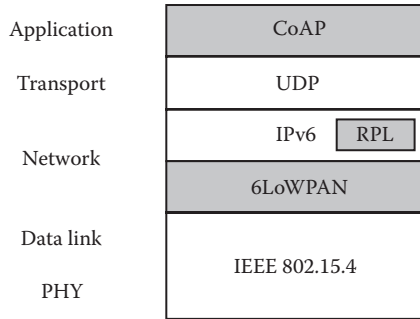 Application CoAP
Transport UDP
IPv6 RPL
Network
6LoWPAN
Data link
IEEE 802.15.4
PHY